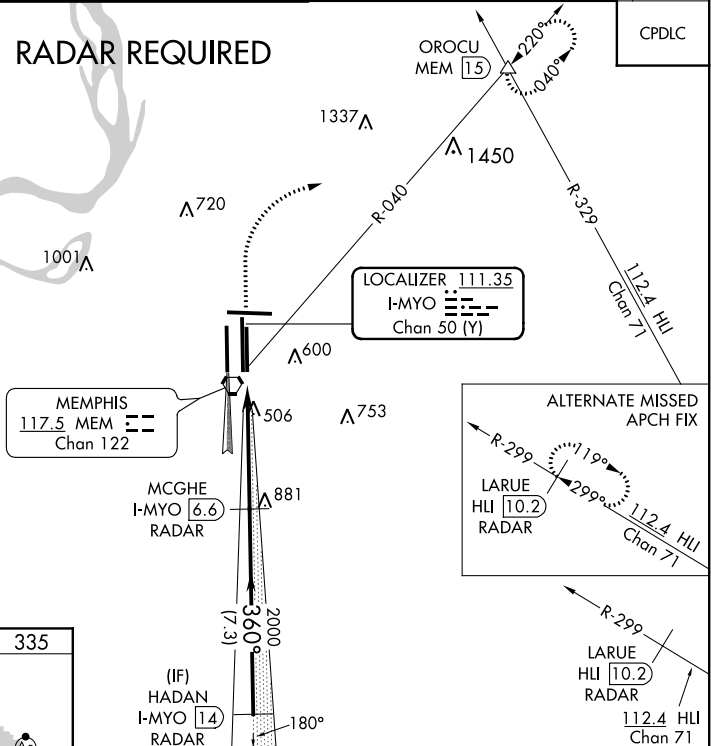 RADAR REQUIRED
CPDLC
OROCU
MEM 15
220°
040°
1337
1450
R-040
R-329
720
1001
112.4 HLI
Chan 71
LOCALIZER 111.35
I-MYO
Chan 50 (Y)
600
MEMPHIS
117.5 MEM
Chan 122
506
753
ALTERNATE MISSED
APCH FIX
R-299
119°
299°
LARUE
HLI 10.2
RADAR
112.4 HLI
Chan 71
MCGHE
I-MYO 6.6
RADAR
881
360°
(7.3)
2000
R-299
LARUE
HLI 10.2
RADAR
112.4 HLI
Chan 71
335
(IF)
HADAN
I-MYO 14
RADAR
180°